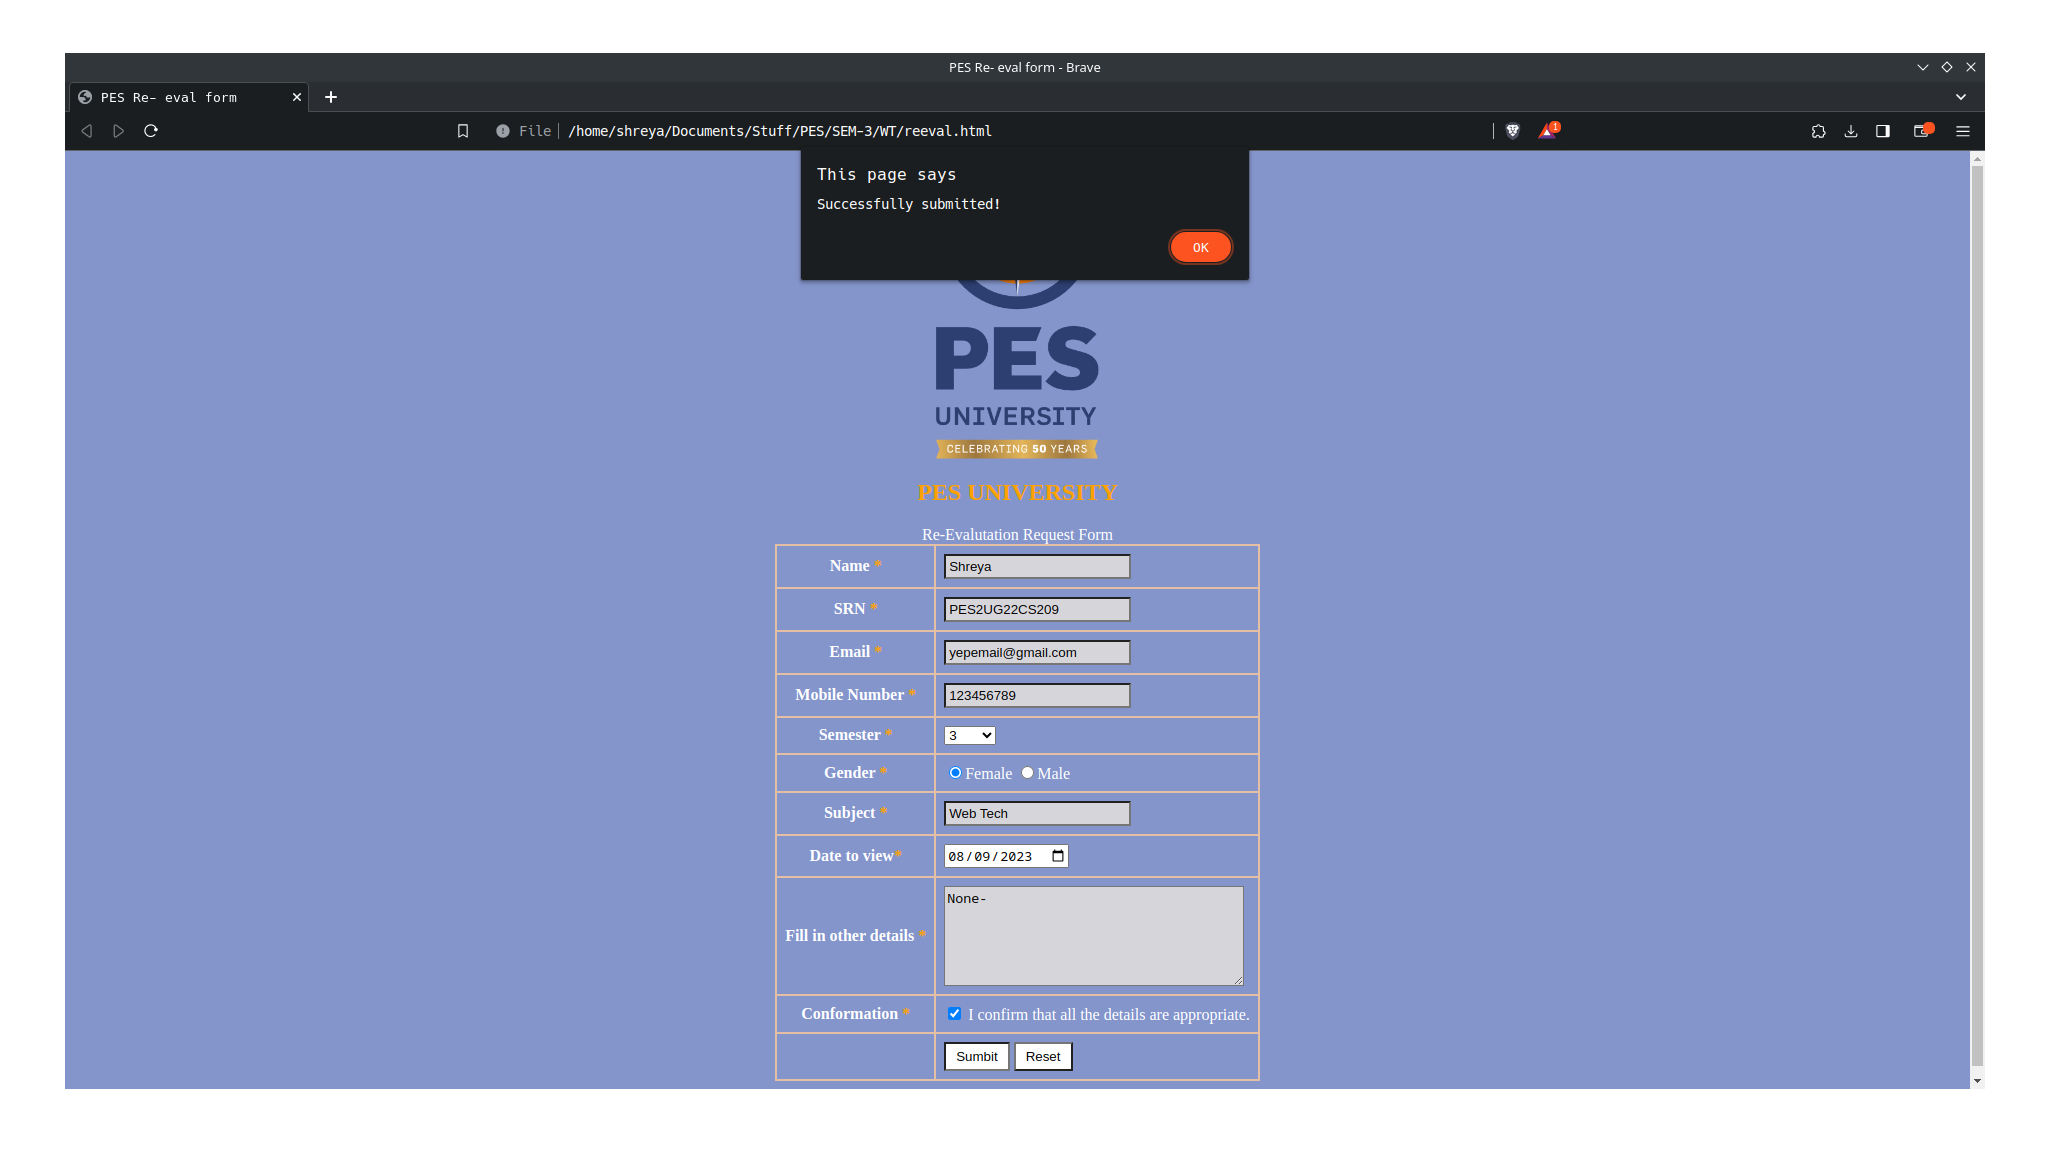 PES Re- eval form - Brave
PES Re- eval form
File /home/shreya/Documents/Stuff/PES/SEM-3/WT/reeval.html
1
This page says
Successfully submitted!
OK
PES
UNIVERSITY
CELEBRATING 50 YEARS
PES UNIVERSITY
Re-Evalutation Request Form
Name * Shreya
SRN * PES2UG22CS209
Email * yepemail@gmail.com
Mobile Number * 123456789
Semester * 3
Gender * Female Male
Subject * Web Tech
Date to view* 08/09/2023
Fill in other details * None-
Conformation * I confirm that all the details are appropriate.
Sumbit Reset